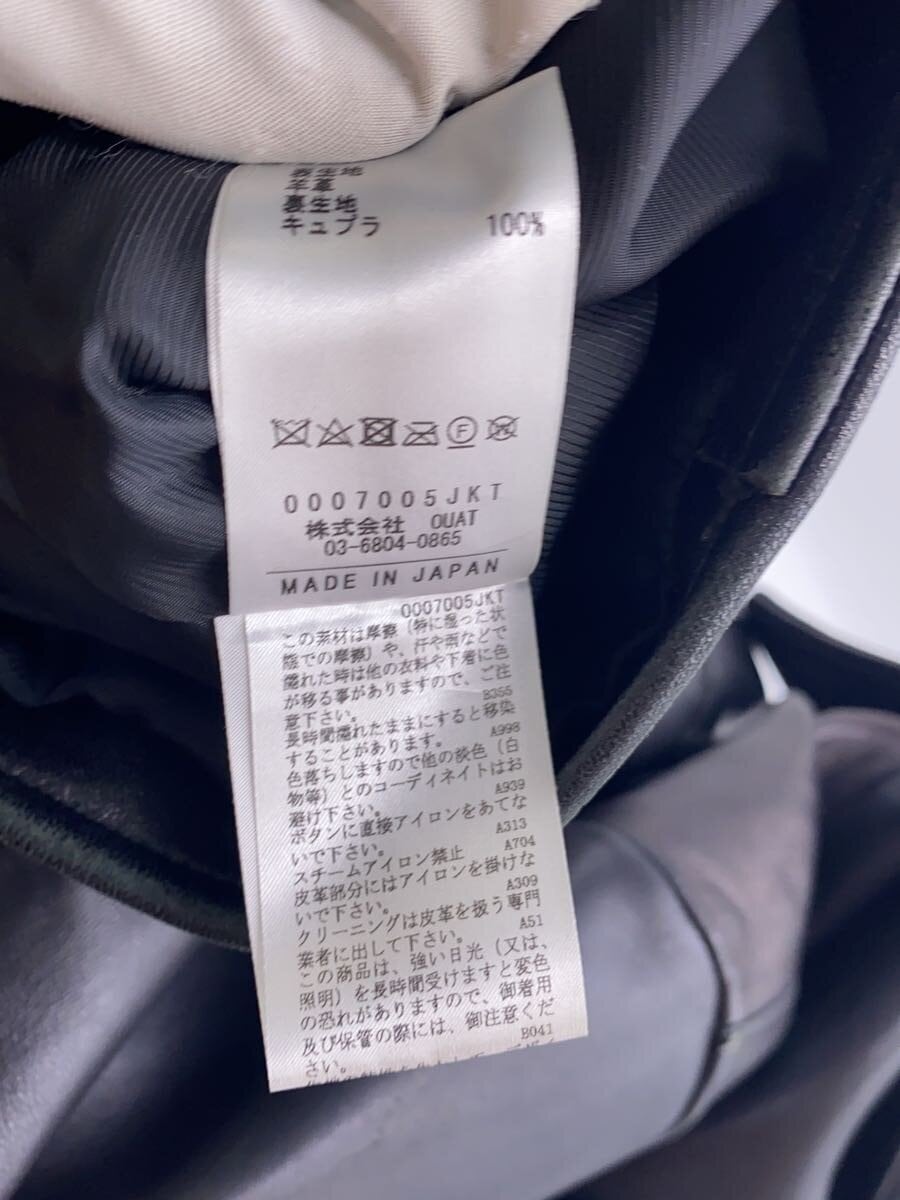 表生地
羊革
裏生地
キュプラ 100%
0007005JKT
株式会社 OUAT
03-6804-0865
MADE IN JAPAN
0007005JKT
この素材は摩擦（特に湿った状
態での摩擦）や、汗や雨などで
濡れた時は他の衣料や下着に色
が移る事がありますので、ご注
意下さい。 B355
長時間濡れたままにすると移染
することがあります。 A998
色落ちしますので他の淡色（白
物等）とのコーディネイトはお
避け下さい。 A939
ボタンに直接アイロンをあてな
いで下さい。 A313
スチームアイロン禁止 A704
皮革部分にはアイロンを掛けな
いで下さい。 A309
クリーニングは皮革を扱う専門
業者に出して下さい。 A51
この商品は、強い日光（又は、
照明）を長時間受けますと変色
の恐れがありますので、御着用
及び保管の際には、御注意くだ
さい。 B041